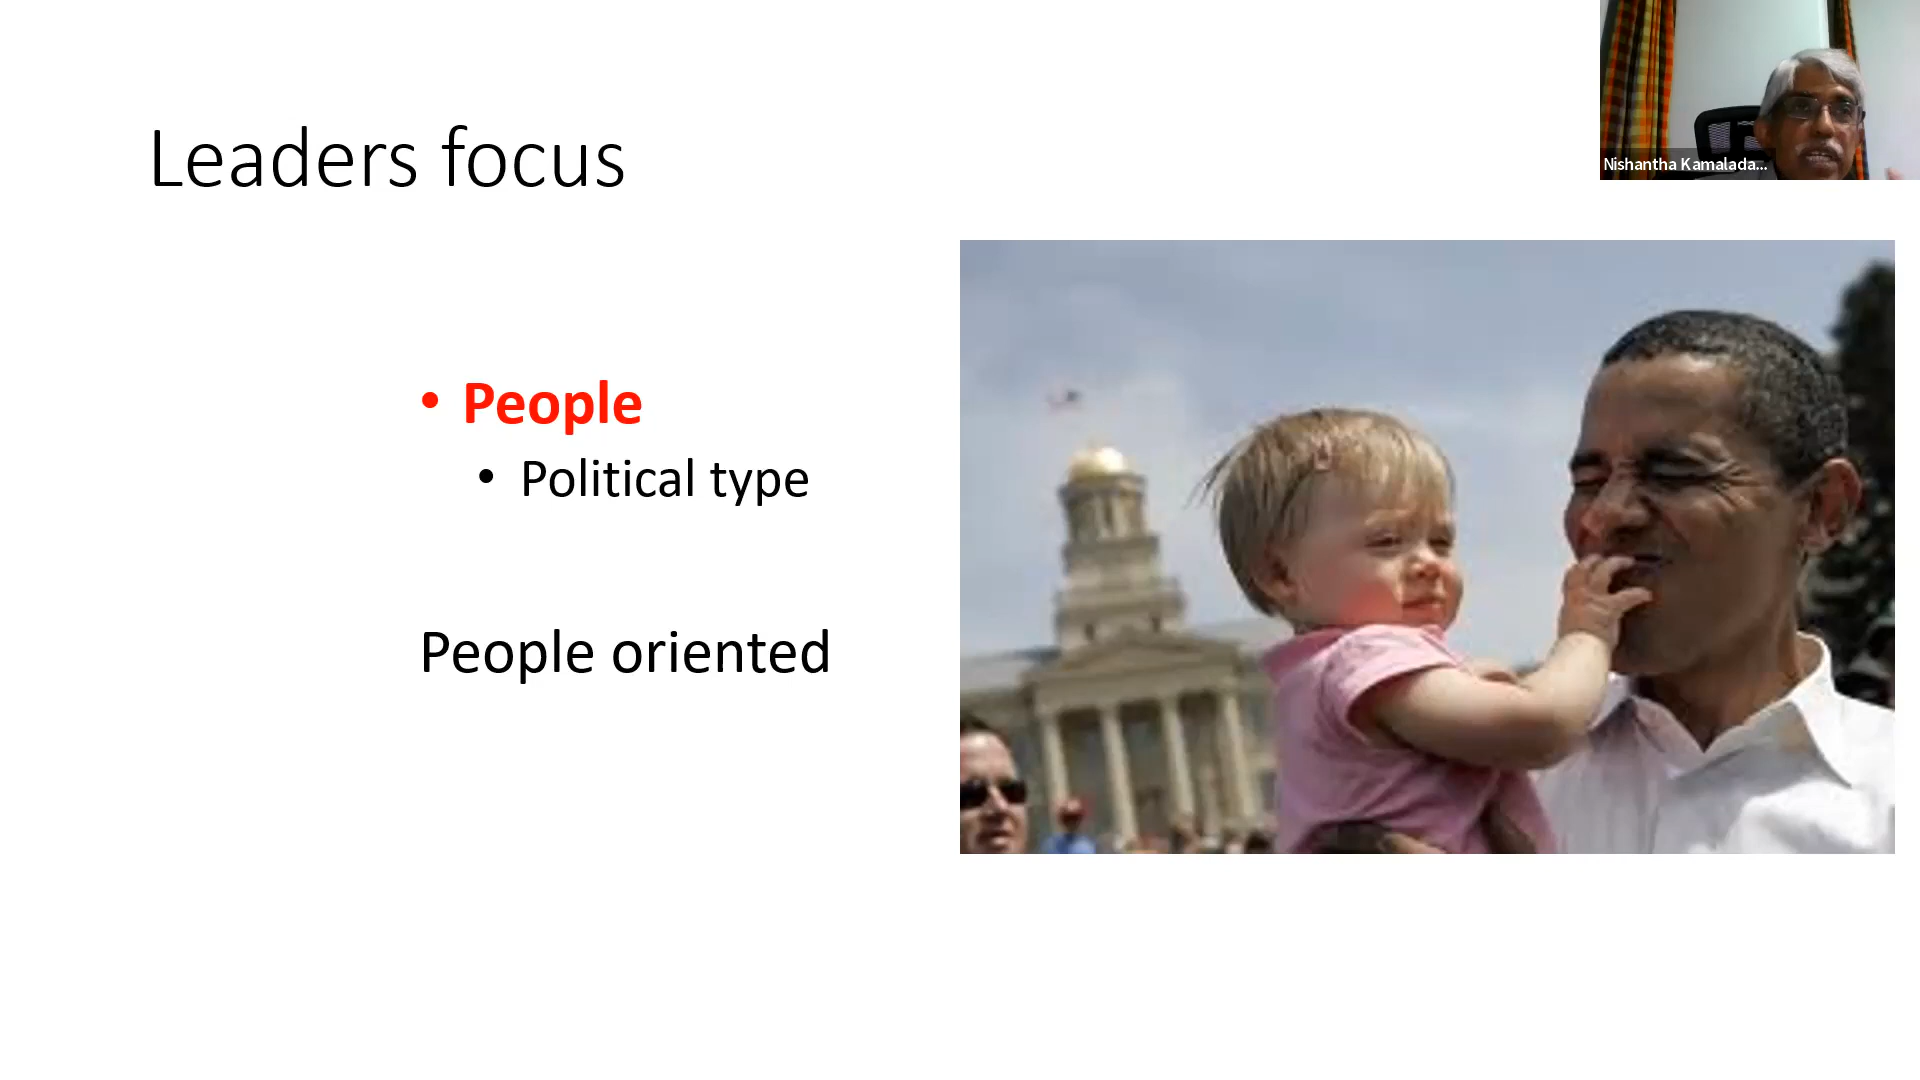 Leaders focus
Nishantha Kamalada...
• People
• Political type
People oriented